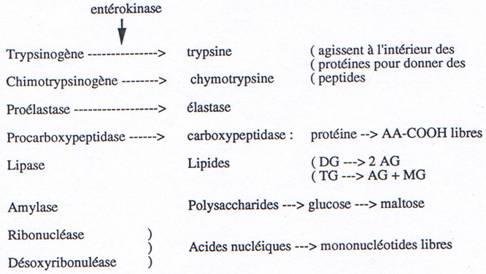 entérokinase
Trypsinogène ---------------> trypsine ( agissent à l'intérieur des
( protéines pour donner des
Chimotrypsinogène --------> chymotrypsine ( peptides
Proélastase ------------------> élastase
Procarboxypeptidase ------> carboxypeptidase : protéine --> AA-COOH libres
Lipase Lipides ( DG ---> 2 AG
( TG ---> AG + MG
Amylase Polysaccharides ---> glucose ---> maltose
Ribonucléase )
) Acides nucléiques ---> mononucléotides libres
Désoxyribonuléase )